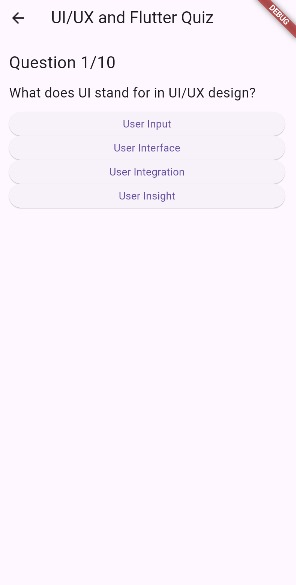 UI/UX and Flutter Quiz
DEBUG
Question 1/10
What does UI stand for in UI/UX design?
User Input
User Interface
User Integration
User Insight